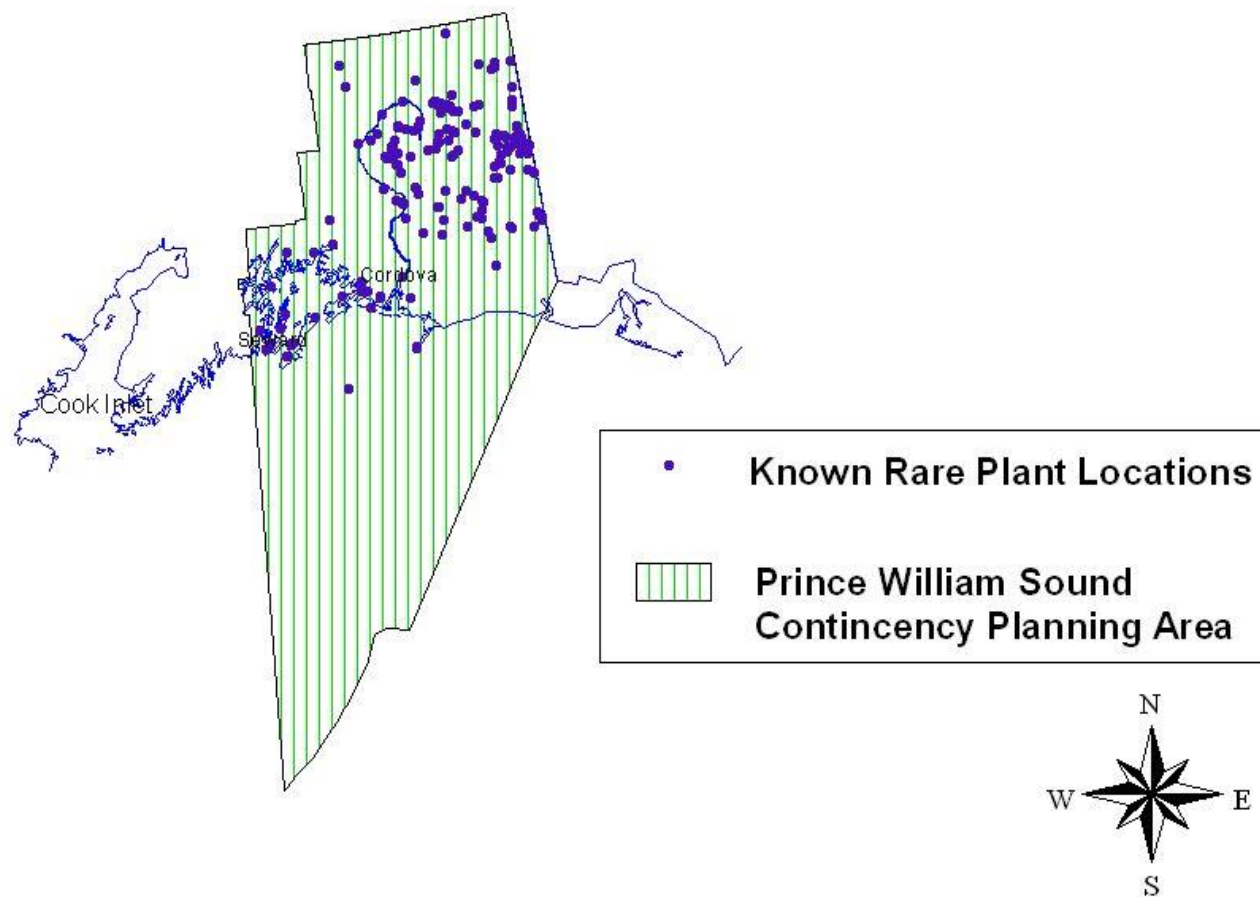 Cordova
Seward
Cook Inlet
Known Rare Plant Locations
Prince William Sound
Contincency Planning Area
N
W
E
S